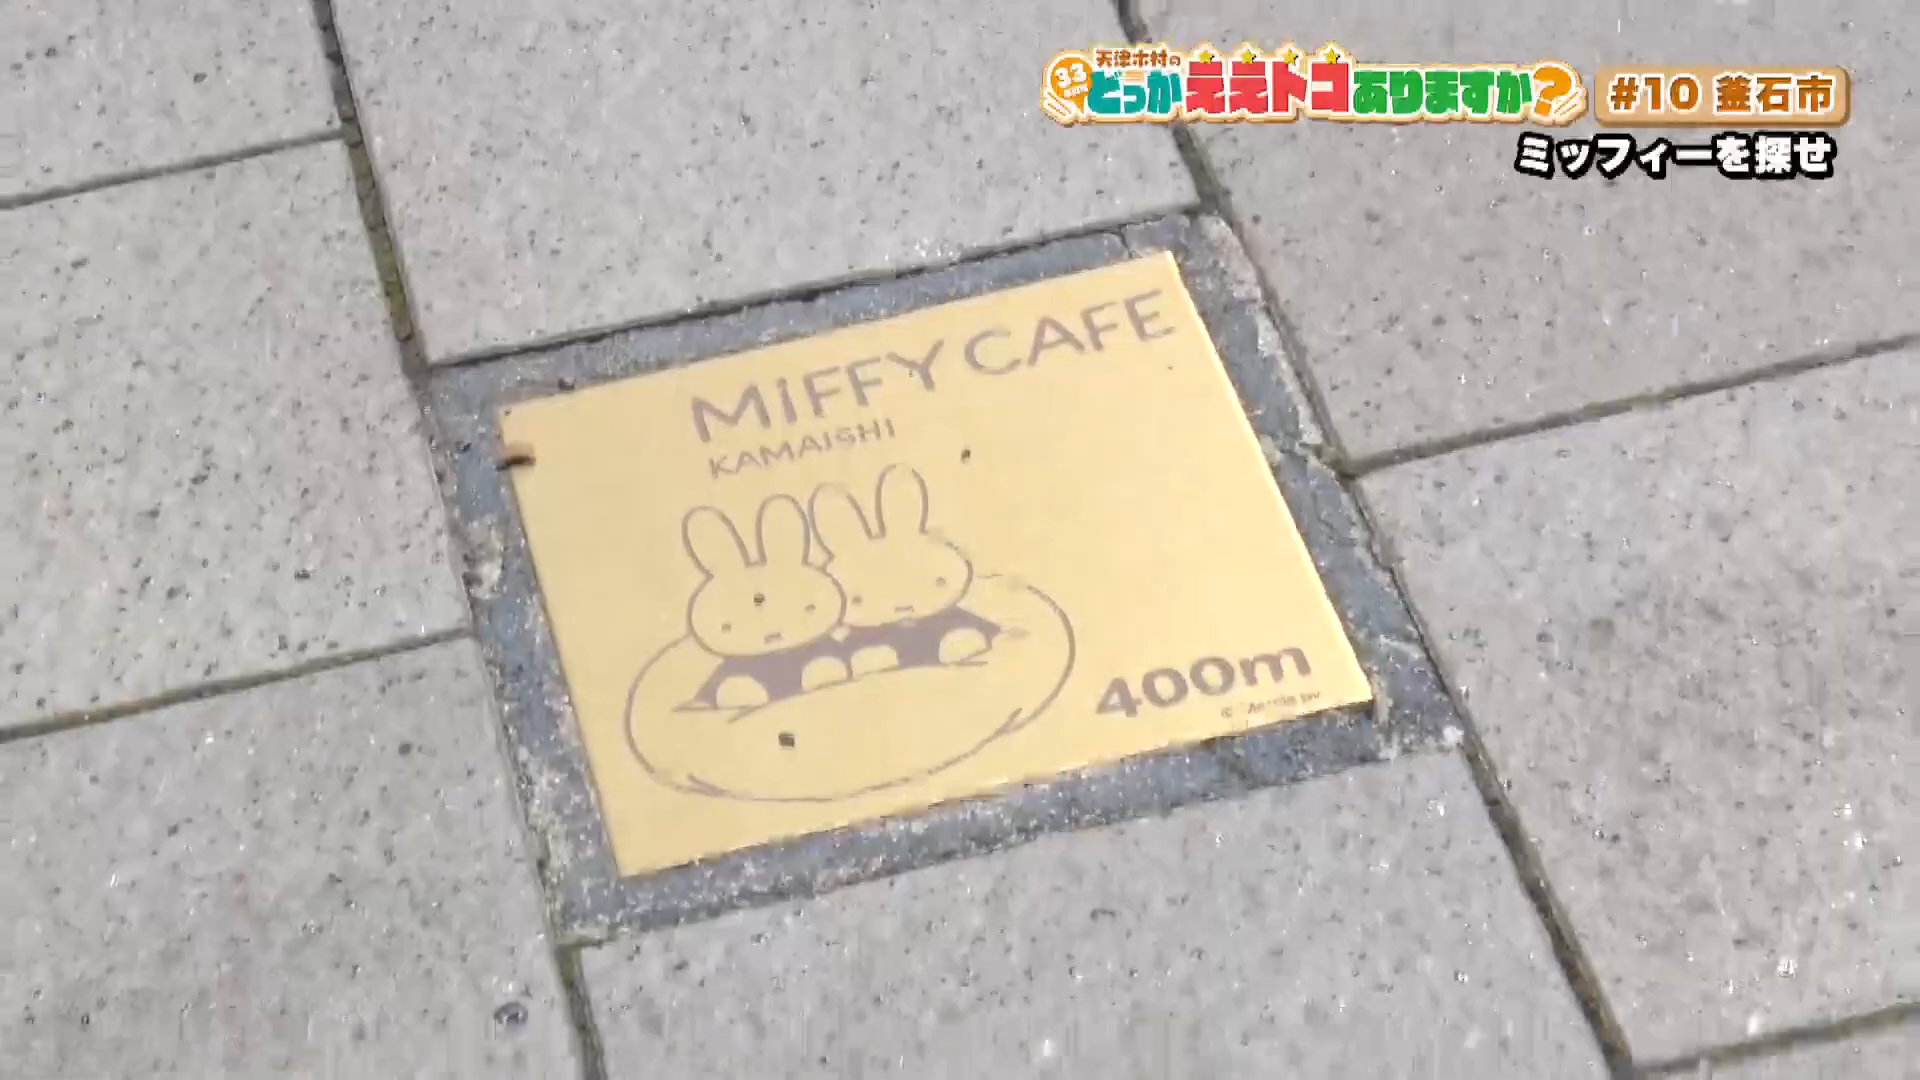 天津木村の
どっかええトコありますか?
#10 釜石市
ミッフィーを探せ
MIFFY CAFE
KAMAISHI
400m